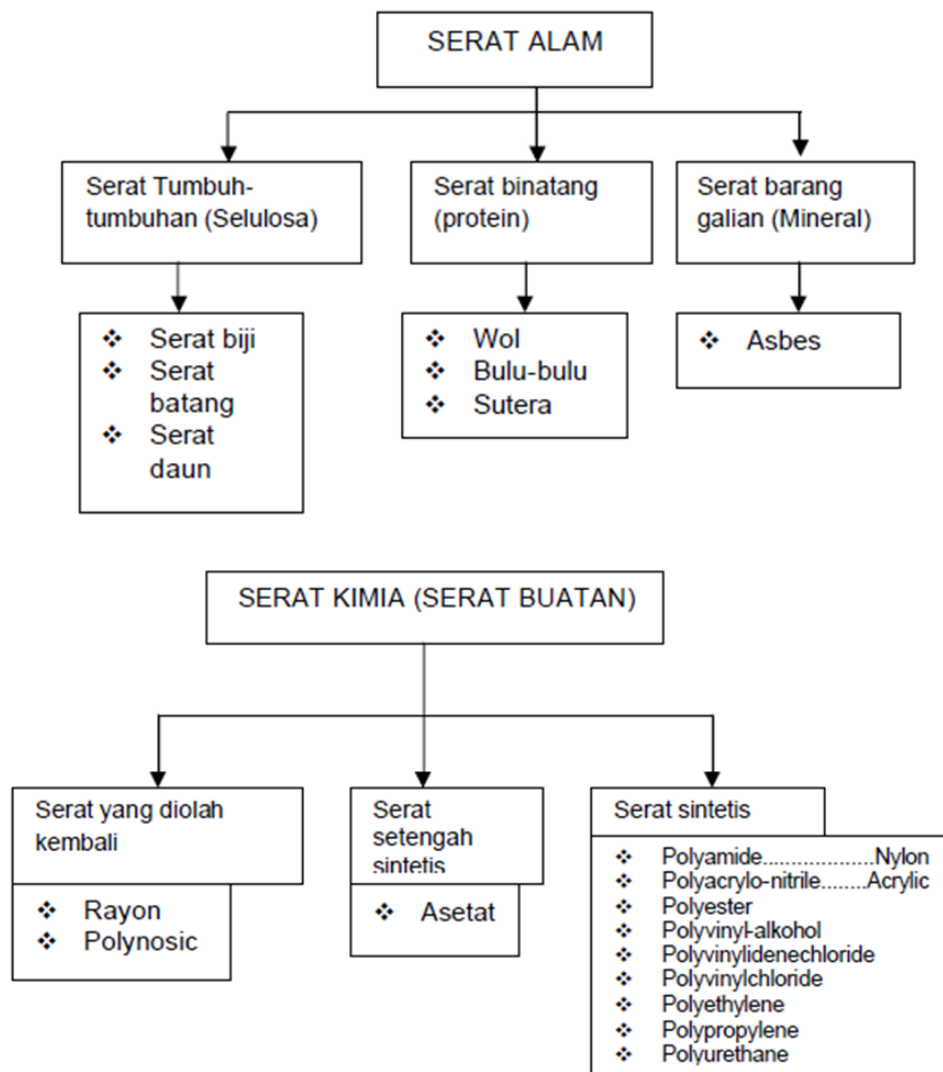 SERAT ALAM
Serat Tumbuh-
tumbuhan (Selulosa)
Serat binatang
(protein)
Serat barang
galian (Mineral)
❖ Serat biji
❖ Serat
batang
❖ Serat
daun
❖ Wol
❖ Bulu-bulu
❖ Sutera
❖ Asbes
SERAT KIMIA (SERAT BUATAN)
Serat yang diolah
kembali
❖ Rayon
❖ Polynosic
Serat
setengah
sintetis
❖ Asetat
Serat sintetis
❖ Polyamide...................Nylon
❖ Polyacrylo-nitrile........Acrylic
❖ Polyester
❖ Polyvinyl-alkohol
❖ Polyvinylidenechloride
❖ Polyvinylchloride
❖ Polyethylene
❖ Polypropylene
❖ Polyurethane